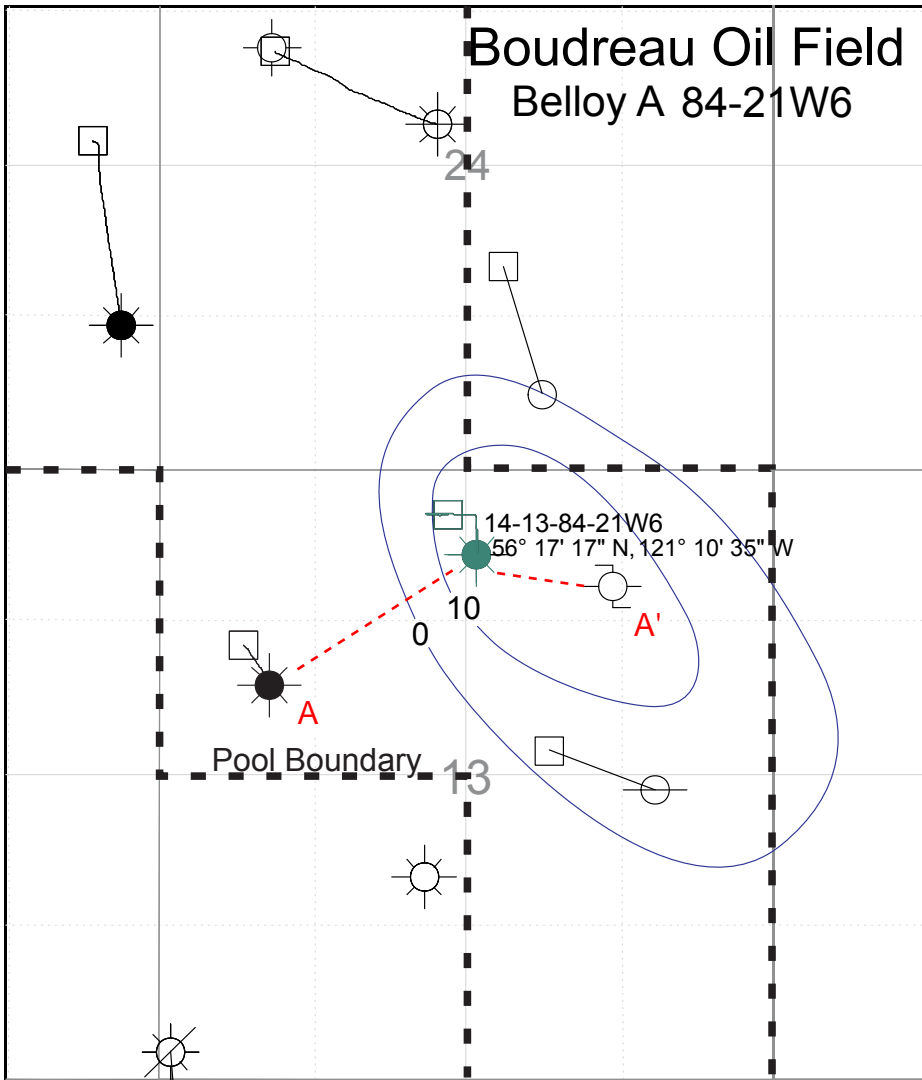 Boudreau Oil Field
Belloy A 84-21W6
24
14-13-84-21W6
56° 17' 17" N, 121° 10' 35" W
10
0
A'
A
Pool Boundary
13